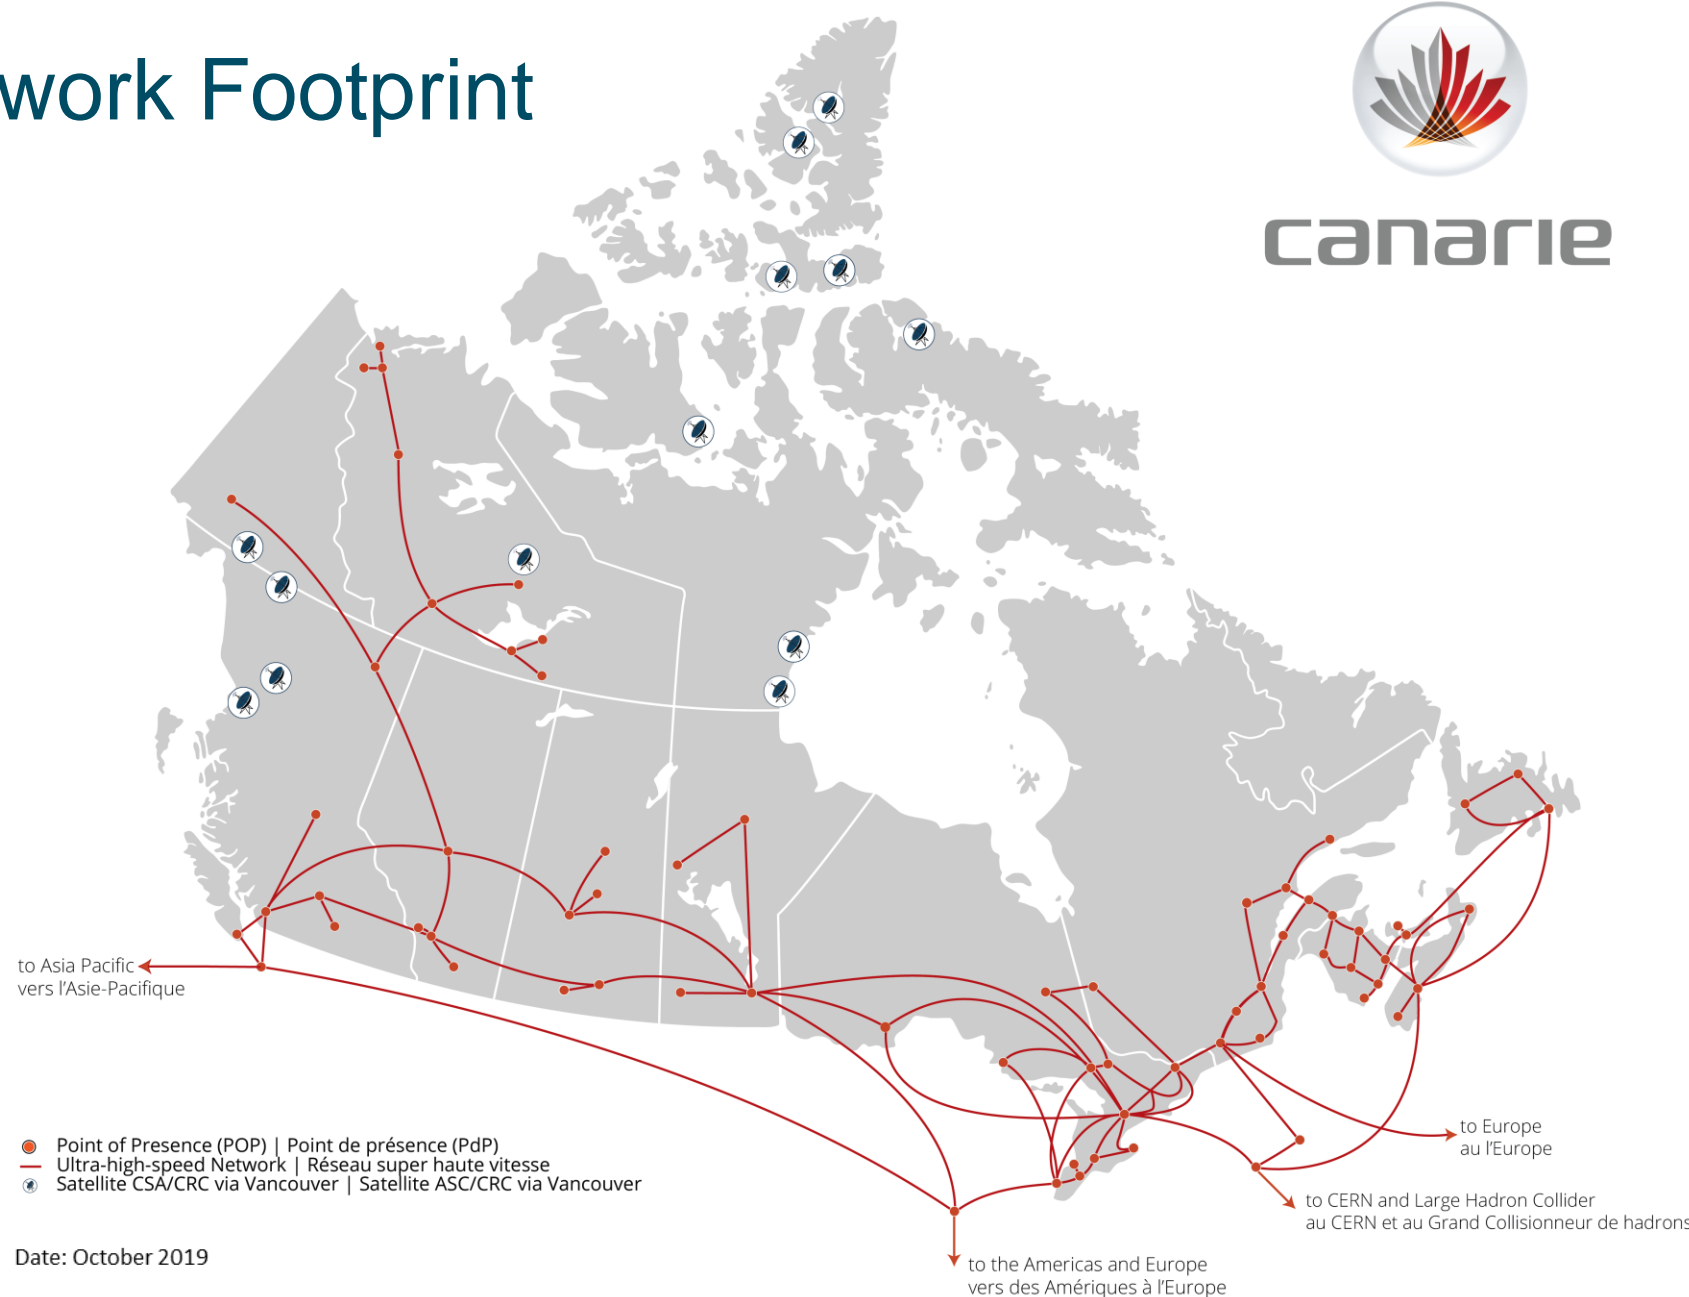 work Footprint
canarie
to Asia Pacific
vers l'Asie-Pacifique
Point of Presence (POP) | Point de présence (PdP)
Ultra-high-speed Network | Réseau super haute vitesse
Satellite CSA/CRC via Vancouver | Satellite ASC/CRC via Vancouver
to Europe
au l'Europe
to CERN and Large Hadron Collider
au CERN et au Grand Collisionneur de hadrons
Date: October 2019
to the Americas and Europe
vers des Amériques à l'Europe